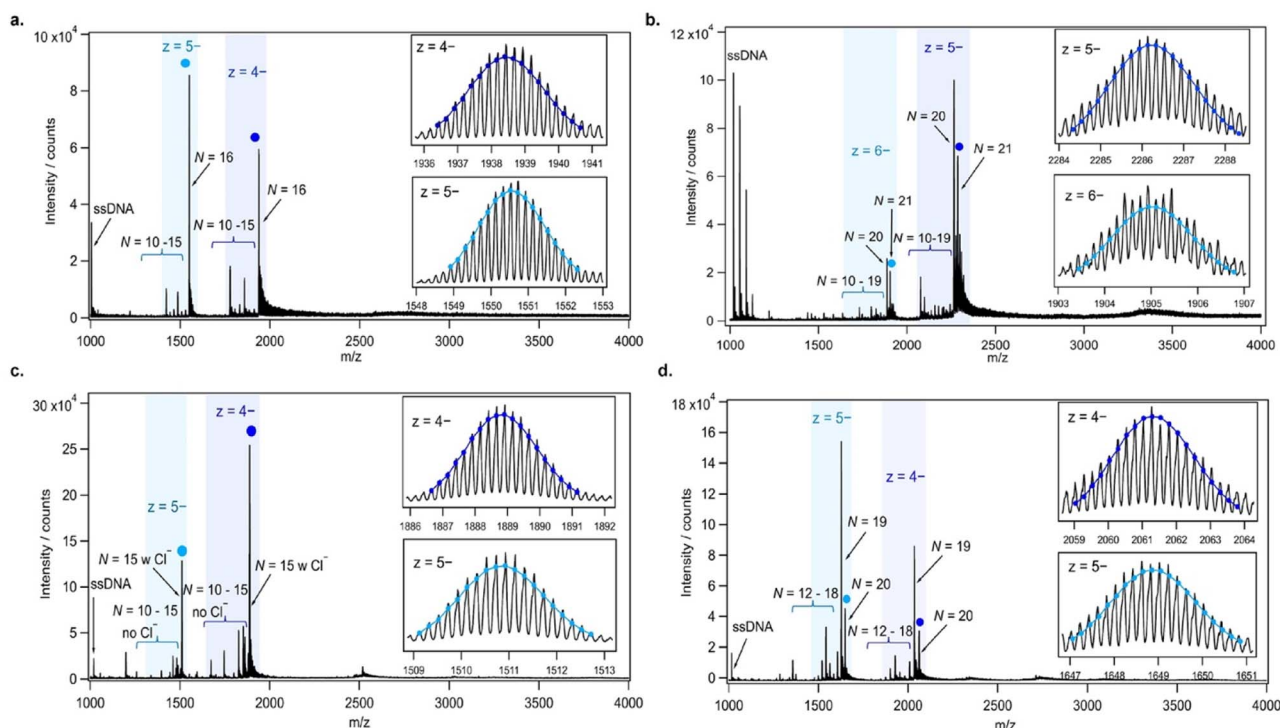 a.
10 x10⁴
8
6
4
2
0
Intensity / counts
1000 1500 2000 2500 3000 3500 4000
m/z
z = 5–
z = 4–
N = 16
N = 16
ssDNA
N = 10 -15
N = 10 -15
z = 4–
1936 1937 1938 1939 1940 1941
z = 5–
1548 1549 1550 1551 1552 1553
b.
12 x10⁴
10
8
6
4
2
0
Intensity / counts
1000 1500 2000 2500 3000 3500 4000
m/z
ssDNA
z = 5–
z = 6–
N = 20
N = 21
N = 21
N = 20
N = 10-19
N = 10 - 19
z = 5–
2284 2285 2286 2287 2288
z = 6–
1903 1904 1905 1906 1907
c.
30 x10⁴
25
20
15
10
5
0
Intensity / counts
1000 1500 2000 2500 3000 3500 4000
m/z
z = 4–
z = 5–
N = 15 w Cl⁻
N = 15 w Cl⁻
ssDNA
N = 10 - 15
no Cl⁻
N = 10 - 15
no Cl⁻
z = 4–
1886 1887 1888 1889 1890 1891 1892
z = 5–
1509 1510 1511 1512 1513
d.
18 x10⁴
16
14
12
10
8
6
4
2
0
Intensity / counts
1000 1500 2000 2500 3000 3500 4000
m/z
z = 5–
z = 4–
N = 19
N = 19
N = 20
N = 20
N = 12 - 18
N = 12 - 18
ssDNA
z = 4–
2059 2060 2061 2062 2063 2064
z = 5–
1647 1648 1649 1650 1651